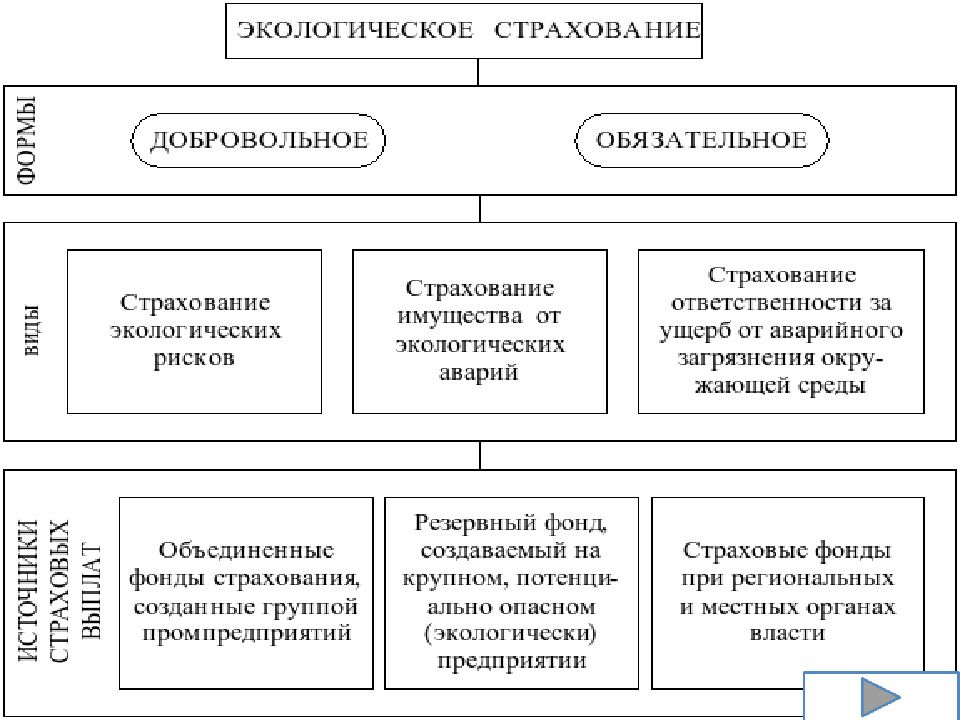 ЭКОЛОГИЧЕСКОЕ СТРАХОВАНИЕ
ФОРМЫ
ДОБРОВОЛЬНОЕ
ОБЯЗАТЕЛЬНОЕ
ВИДЫ
Страхование
экологических
рисков
Страхование
имущества от
экологических
аварий
Страхование
ответственности за
ущерб от аварийного
загрязнения окру-
жающей среды
ИСТОЧНИКИ
СТРАХОВЫХ
ВЫПЛАТ
Объединенные
фонды страхования,
созданные группой
промпредприятий
Резервный фонд,
создаваемый на
крупном, потенци-
ально опасном
(экологически)
предприятии
Страховые фонды
при региональных
и местных органах
власти